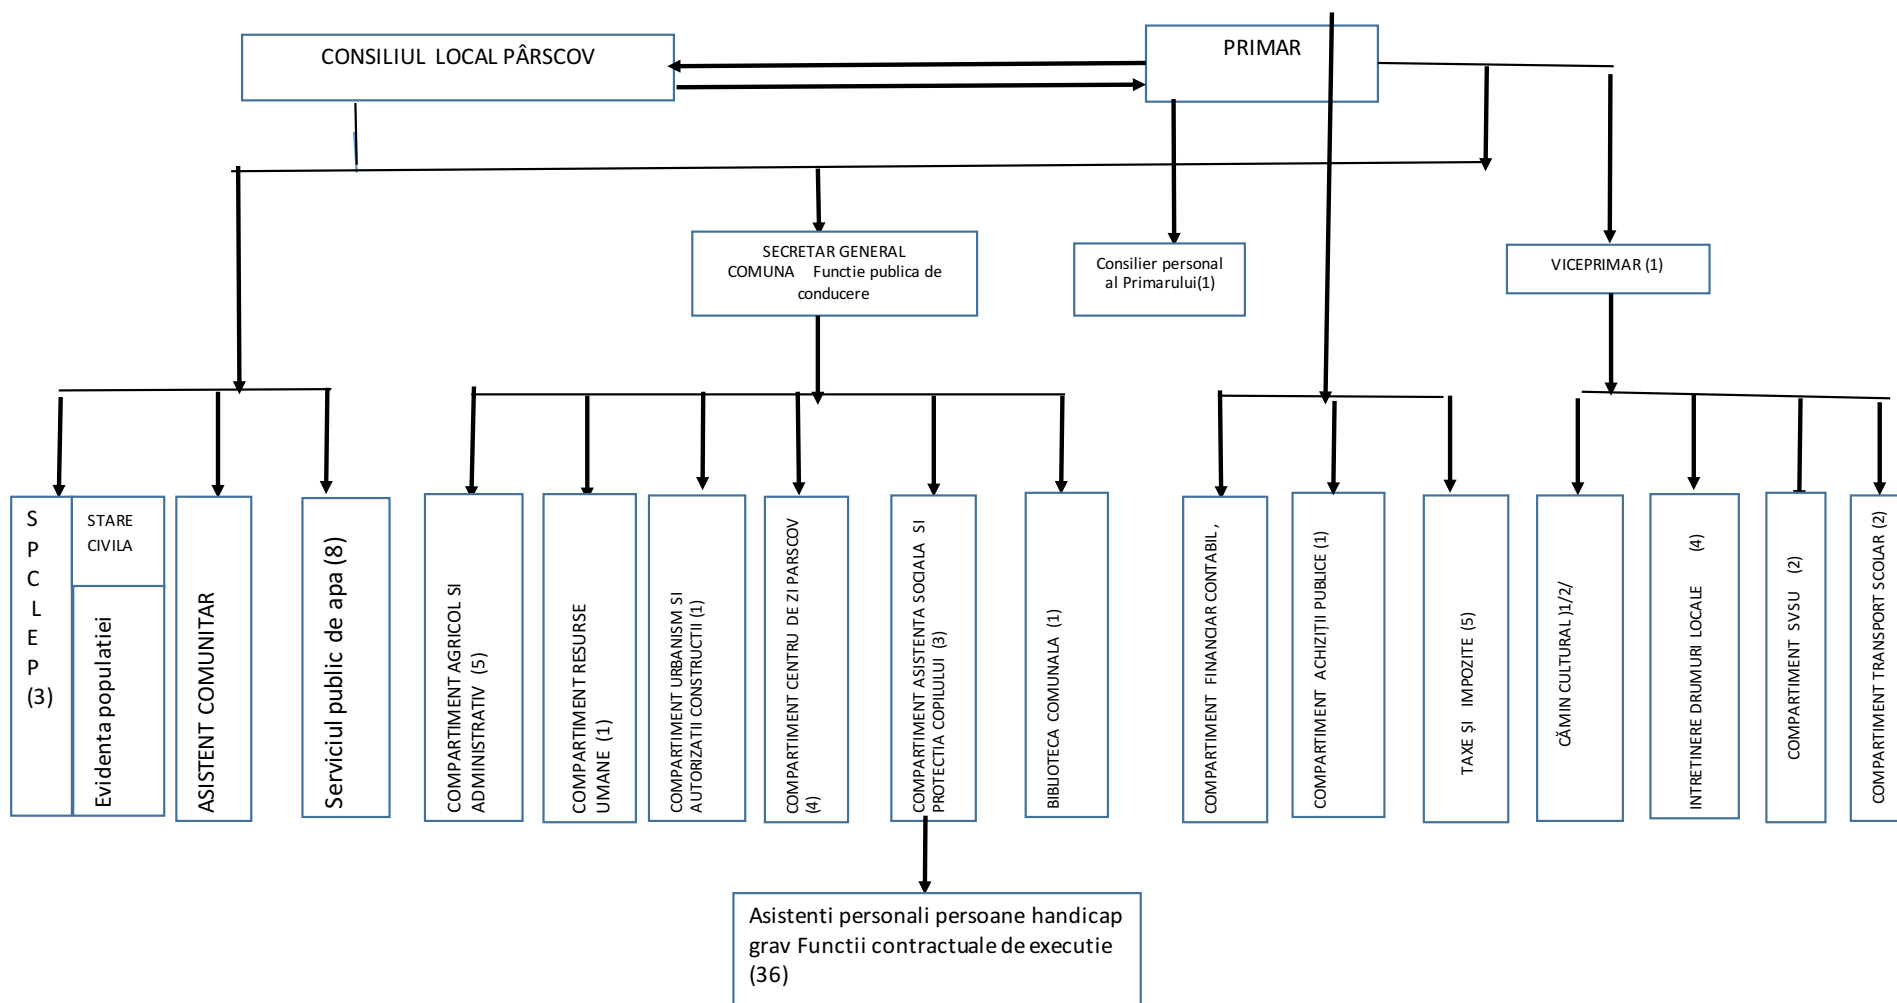 CONSILIUL LOCAL PÂRSCOV
PRIMAR
SECRETAR GENERAL
COMUNA Functie publica de
conducere
Consilier personal
al Primarului(1)
VICEPRIMAR (1)
S
P
C
L
E
P
(3)
STARE
CIVILA
Evidenta populatiei
ASISTENT COMUNITAR
Serviciul public de apa (8)
COMPARTIMENT AGRICOL SI
ADMINISTRATIV (5)
COMPARTIMENT RESURSE
UMANE (1)
COMPARTIMENT URBANISM SI
AUTORIZATII CONSTRUCTII (1)
COMPARTIMENT CENTRU DE ZI PARSCOV
(4)
COMPARTIMENT ASISTENTA SOCIALA SI
PROTECTIA COPILULUI (3)
BIBLIOTECA COMUNALA (1)
COMPARTIMENT FINANCIAR CONTABIL ,
COMPARTIMENT ACHIZIȚII PUBLICE (1)
TAXE ȘI IMPOZITE (5)
CĂMIN CULTURAL )1/2/
INTRETINERE DRUMIURI LOCALE (4)
COMPARTIMENT SVSU (2)
COMPARTIMENT TRANSPORT SCOLAR (2)
Asistenti personali persoane handicap
grav Functii contractuale de executie
(36)